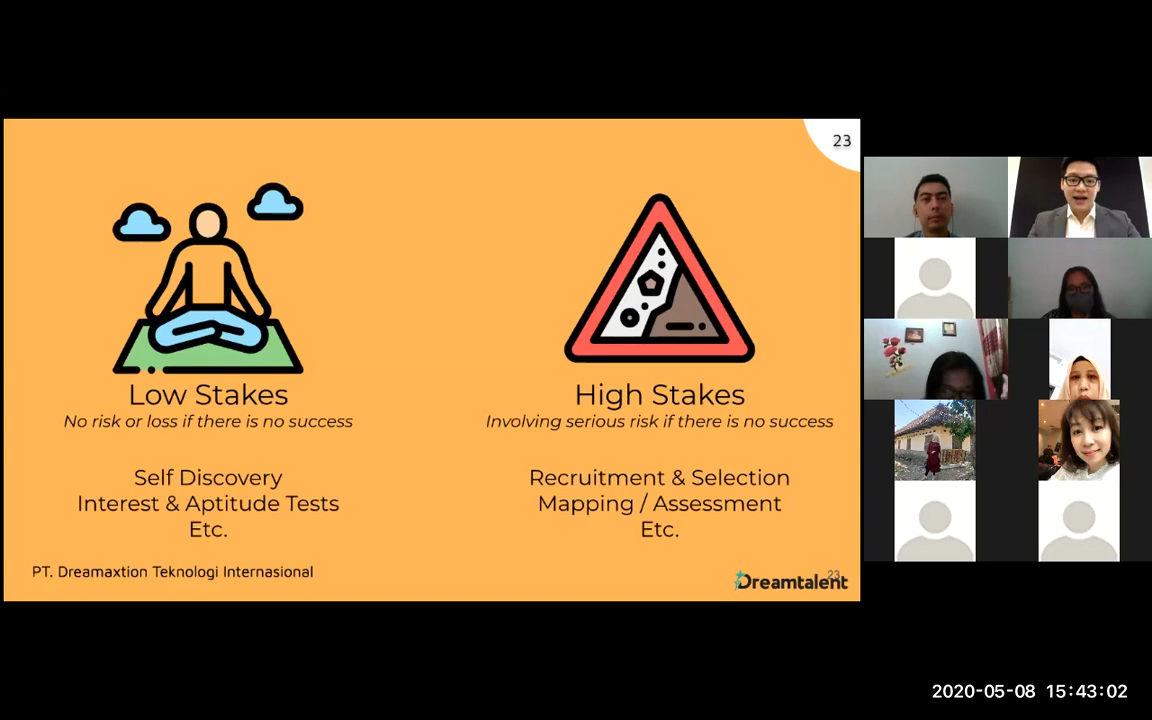 23
Low Stakes
No risk or loss if there is no success
Self Discovery
Interest & Aptitude Tests
Etc.
High Stakes
Involving serious risk if there is no success
Recruitment & Selection
Mapping / Assessment
Etc.
PT. Dreamaxtion Teknologi Internasional
23
Dreamtalent
2020-05-08 15:43:02